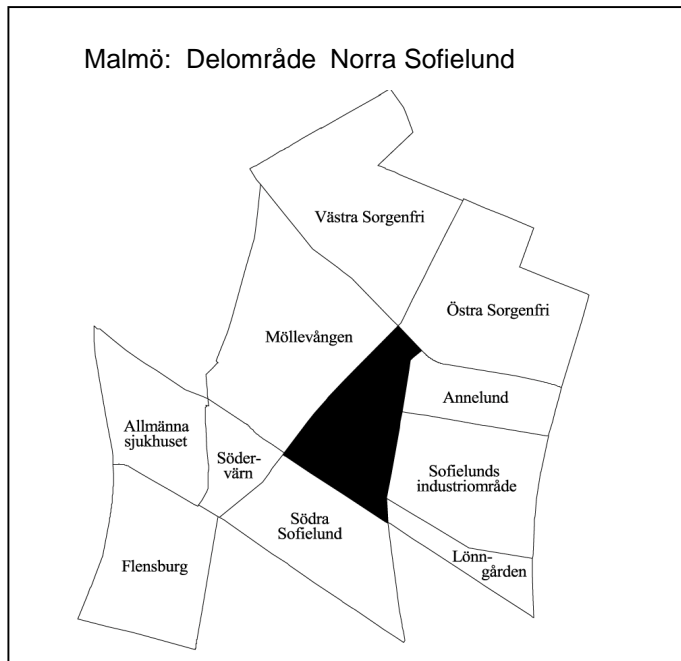 Malmö: Delområde Norra Sofielund
Västra Sorgenfri
Östra Sorgenfri
Möllevången
Annelund
Allmänna
sjukhuset
Söder-
värn
Sofielunds
industriområde
Södra
Sofielund
Lönn-
gården
Flensburg